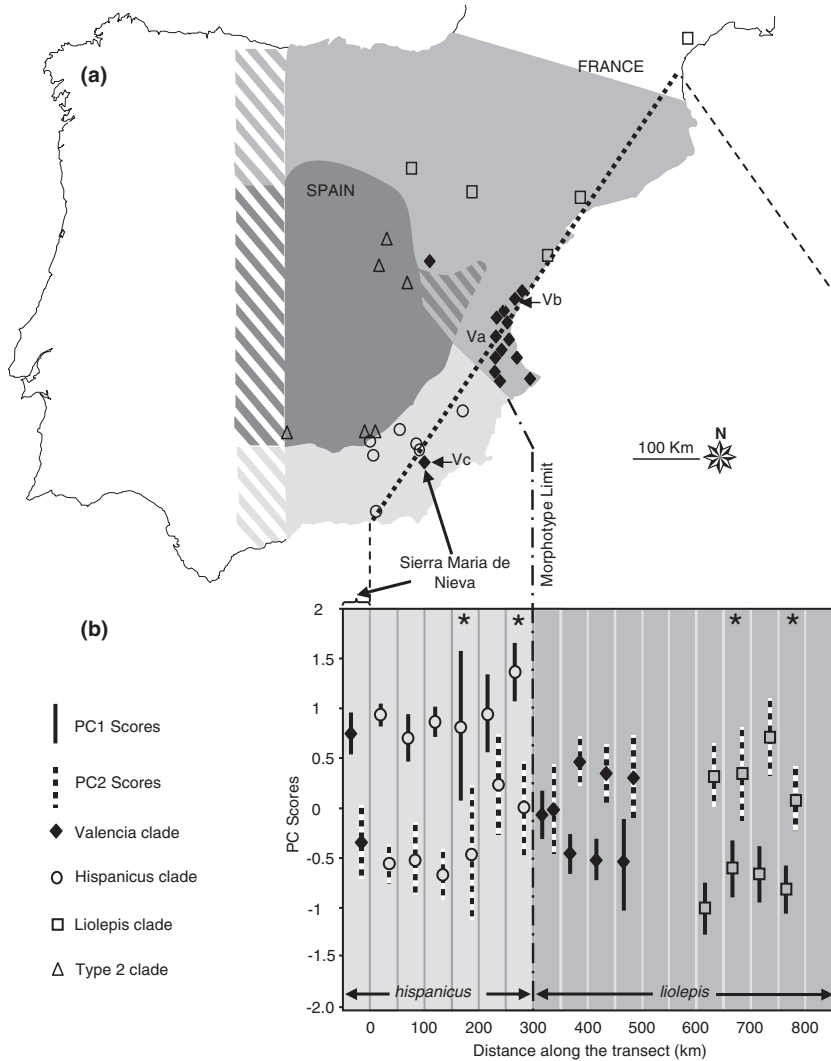 (a)
FRANCE
SPAIN
Vb
Va
Vc
N
100 Km
Sierra Maria de
Nieva
Morphotype Limit
(b)
PC1 Scores
PC2 Scores
Valencia clade
Hispanicus clade
Liolepis clade
Type 2 clade
PC Scores
2
1.5
1
0.5
0
-0.5
-1
-1.5
-2.0
* * * *
hispanicus
liolepis
0 100 200 300 400 500 600 700 800
Distance along the transect (km)